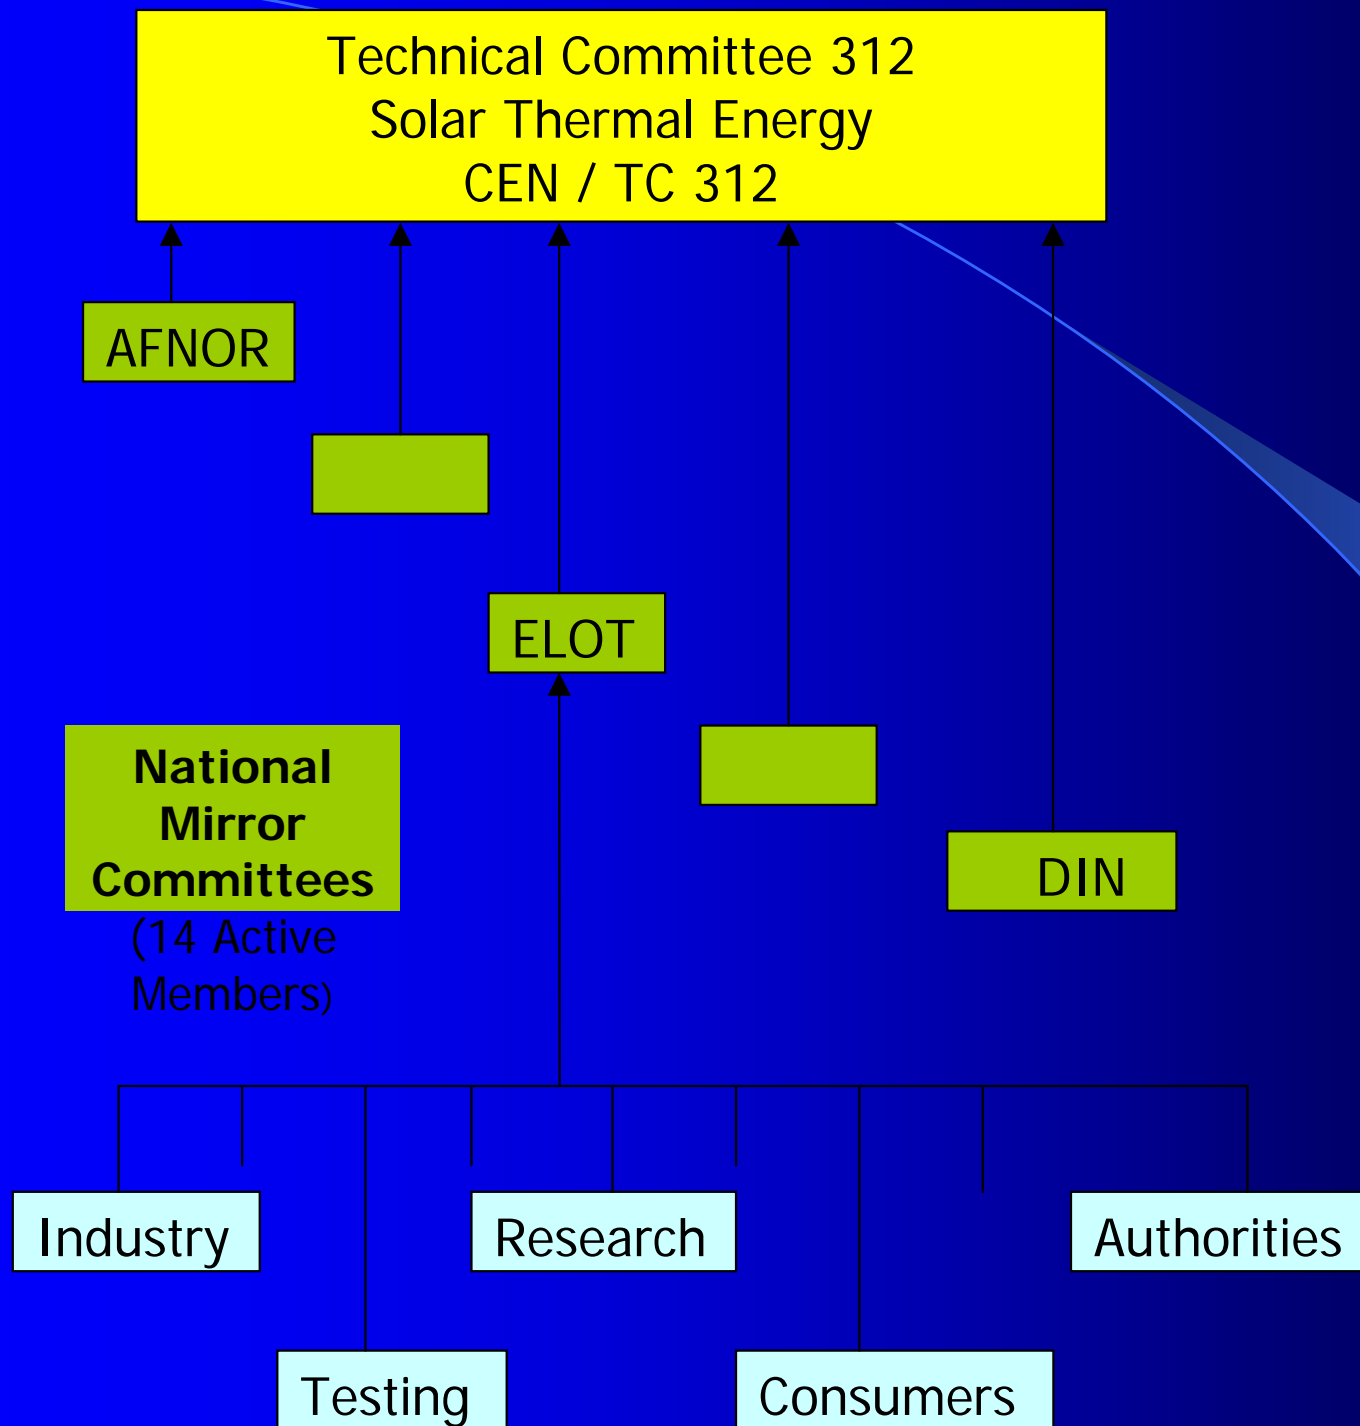 Technical Committee 312
Solar Thermal Energy
CEN / TC 312
AFNOR
ELOT
National
Mirror
Committees
(14 Active
Members)
DIN
Industry
Research
Authorities
Testing
Consumers